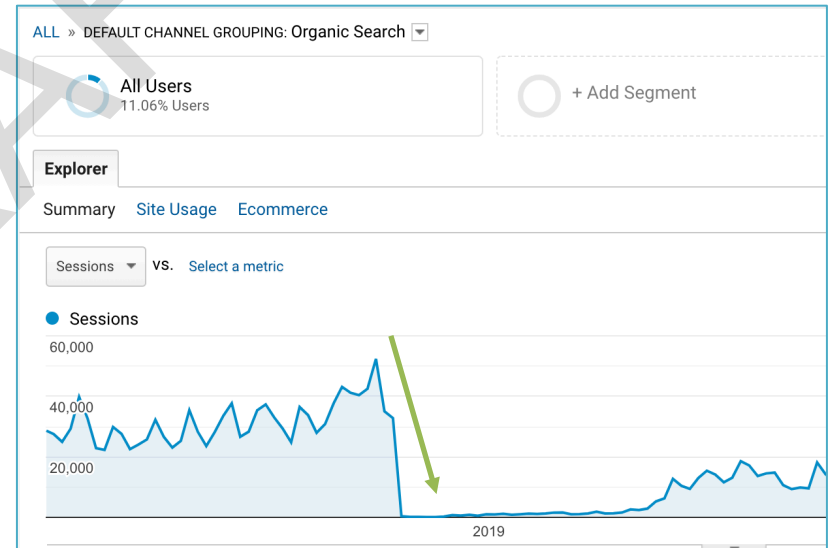 ALL » DEFAULT CHANNEL GROUPING: Organic Search
All Users
11.06% Users
+ Add Segment
Explorer
Summary Site Usage Ecommerce
Sessions VS. Select a metric
Sessions
60,000
40,000
20,000
2019